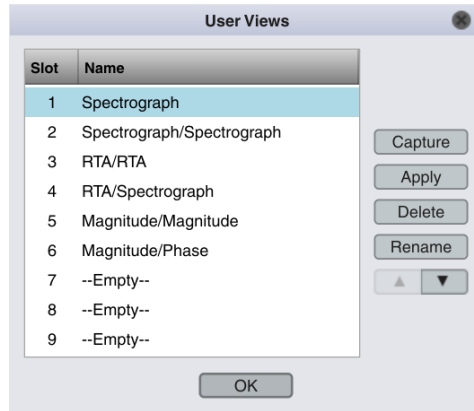 User Views
Slot Name
1 Spectrograph
2 Spectrograph/Spectrograph
3 RTA/RTA
4 RTA/Spectrograph
5 Magnitude/Magnitude
6 Magnitude/Phase
7 --Empty--
8 --Empty--
9 --Empty--
Capture
Apply
Delete
Rename
OK